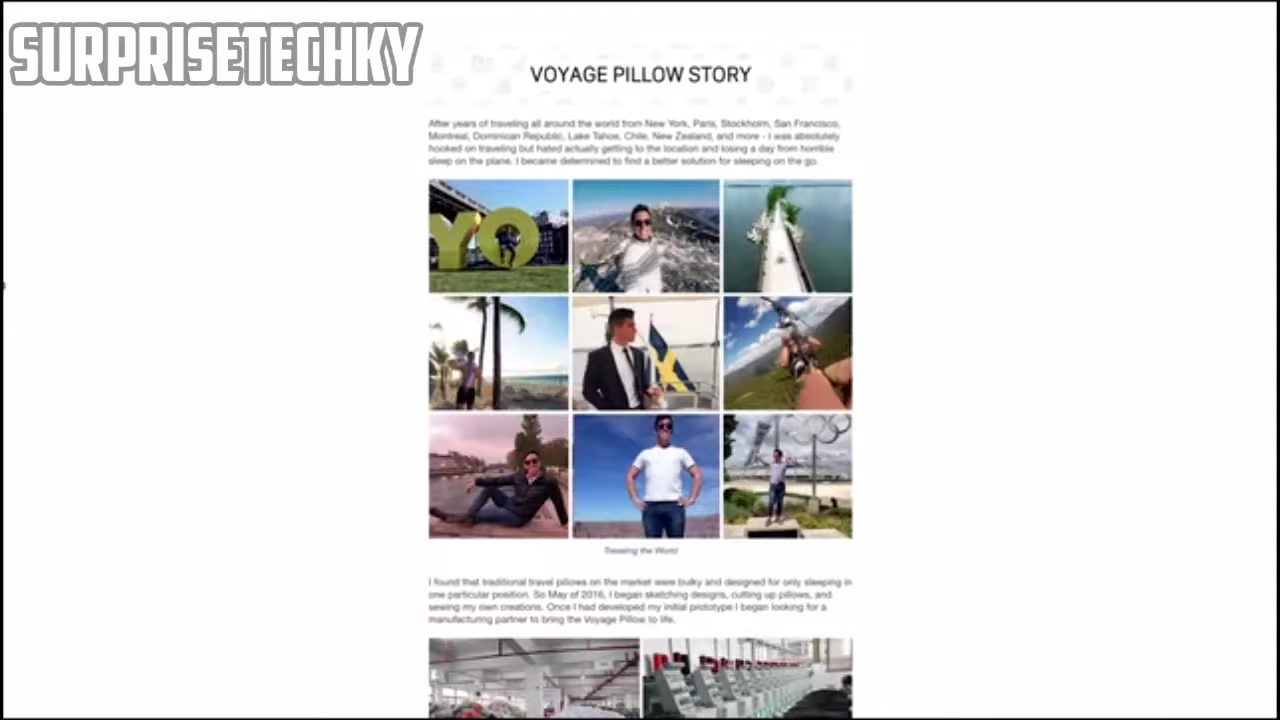 SURPRISETECHKY
VOYAGE PILLOW STORY
After years of traveling all around the world from New York, Paris, Stockholm, San Francisco,
Montreal, Dominican Republic, Lake Tahoe, Chile, New Zealand, and more - I was absolutely
hooked on traveling but hated actually getting to the location and losing a day from horrible
sleep on the plane. I became determined to find a better solution for sleeping on the go.
YO
Traveling the World
I found that traditional travel pillows on the market were bulky and designed for only sleeping in
one particular position. So May of 2016, I began sketching designs, cutting up pillows, and
sewing my own creations. Once I had developed my initial prototype I began looking for a
manufacturing partner to bring the Voyage Pillow to life.